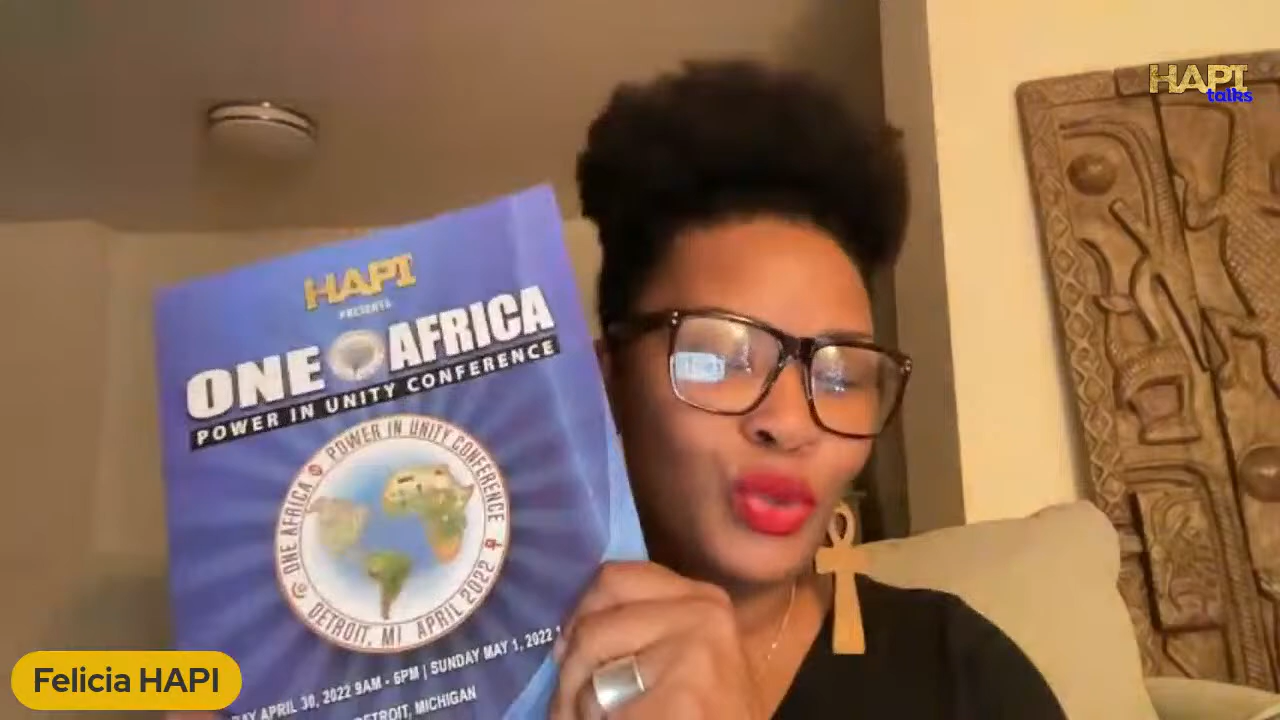 HAPI
talks
HAPI
PRESENTS
ONE AFRICA
POWER IN UNITY CONFERENCE
POWER IN UNITY CONFERENCE
ONE AFRICA
DETROIT, MI APRIL 2022
APRIL 30, 2022 9AM - 6PM | SUNDAY MAY 1, 2022
DETROIT, MICHIGAN
Felicia HAPI